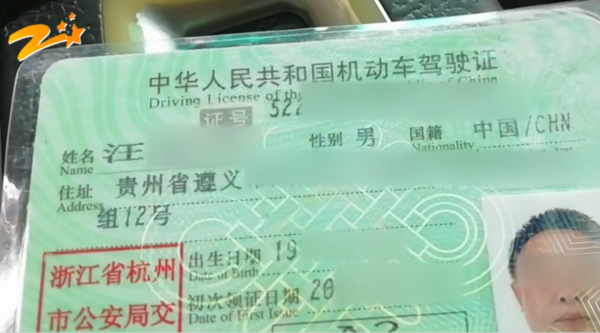 中华人民共和国机动车驾驶证
Driving License of the China
证号 522
姓名 汪 性别 男 国籍 中国/CHN
Name Nationality
住址 贵州省遵义
Address
组12号
出生日期 19
Date of Birth
初次领证日期 20
Date of First Issue
浙江省杭州
市公安局交
A2